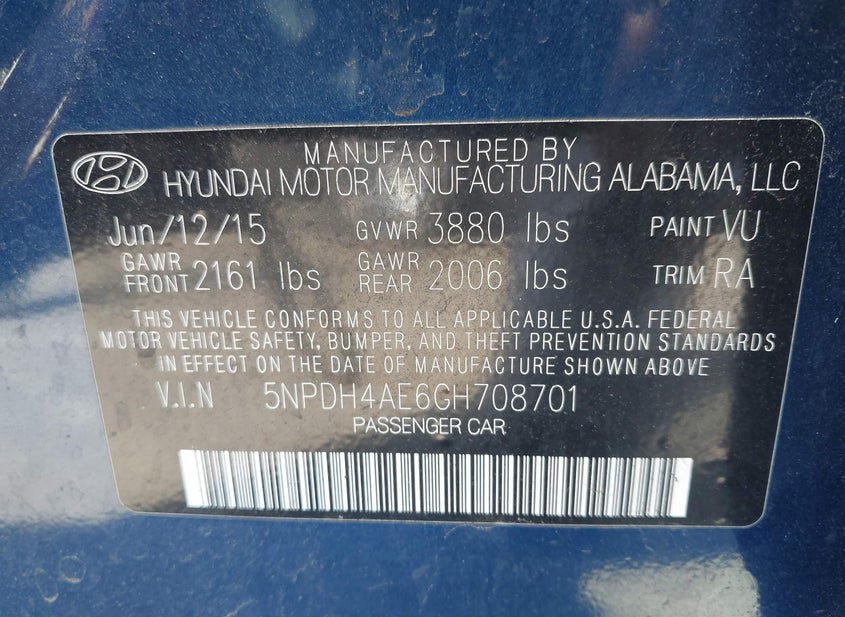 MANUFACTURED BY
HYUNDAI MOTOR MANUFACTURING ALABAMA, LLC
Jun/12/15 GVWR 3880 lbs PAINT VU
GAWR FRONT 2161 lbs GAWR REAR 2006 lbs TRIM RA
THIS VEHICLE CONFORMS TO ALL APPLICABLE U.S.A. FEDERAL
MOTOR VEHICLE SAFETY, BUMPER, AND THEFT PREVENTION STANDARDS
IN EFFECT ON THE DATE OF MANUFACTURE SHOWN ABOVE
V.I.N 5NPDH4AE6GH708701
PASSENGER CAR